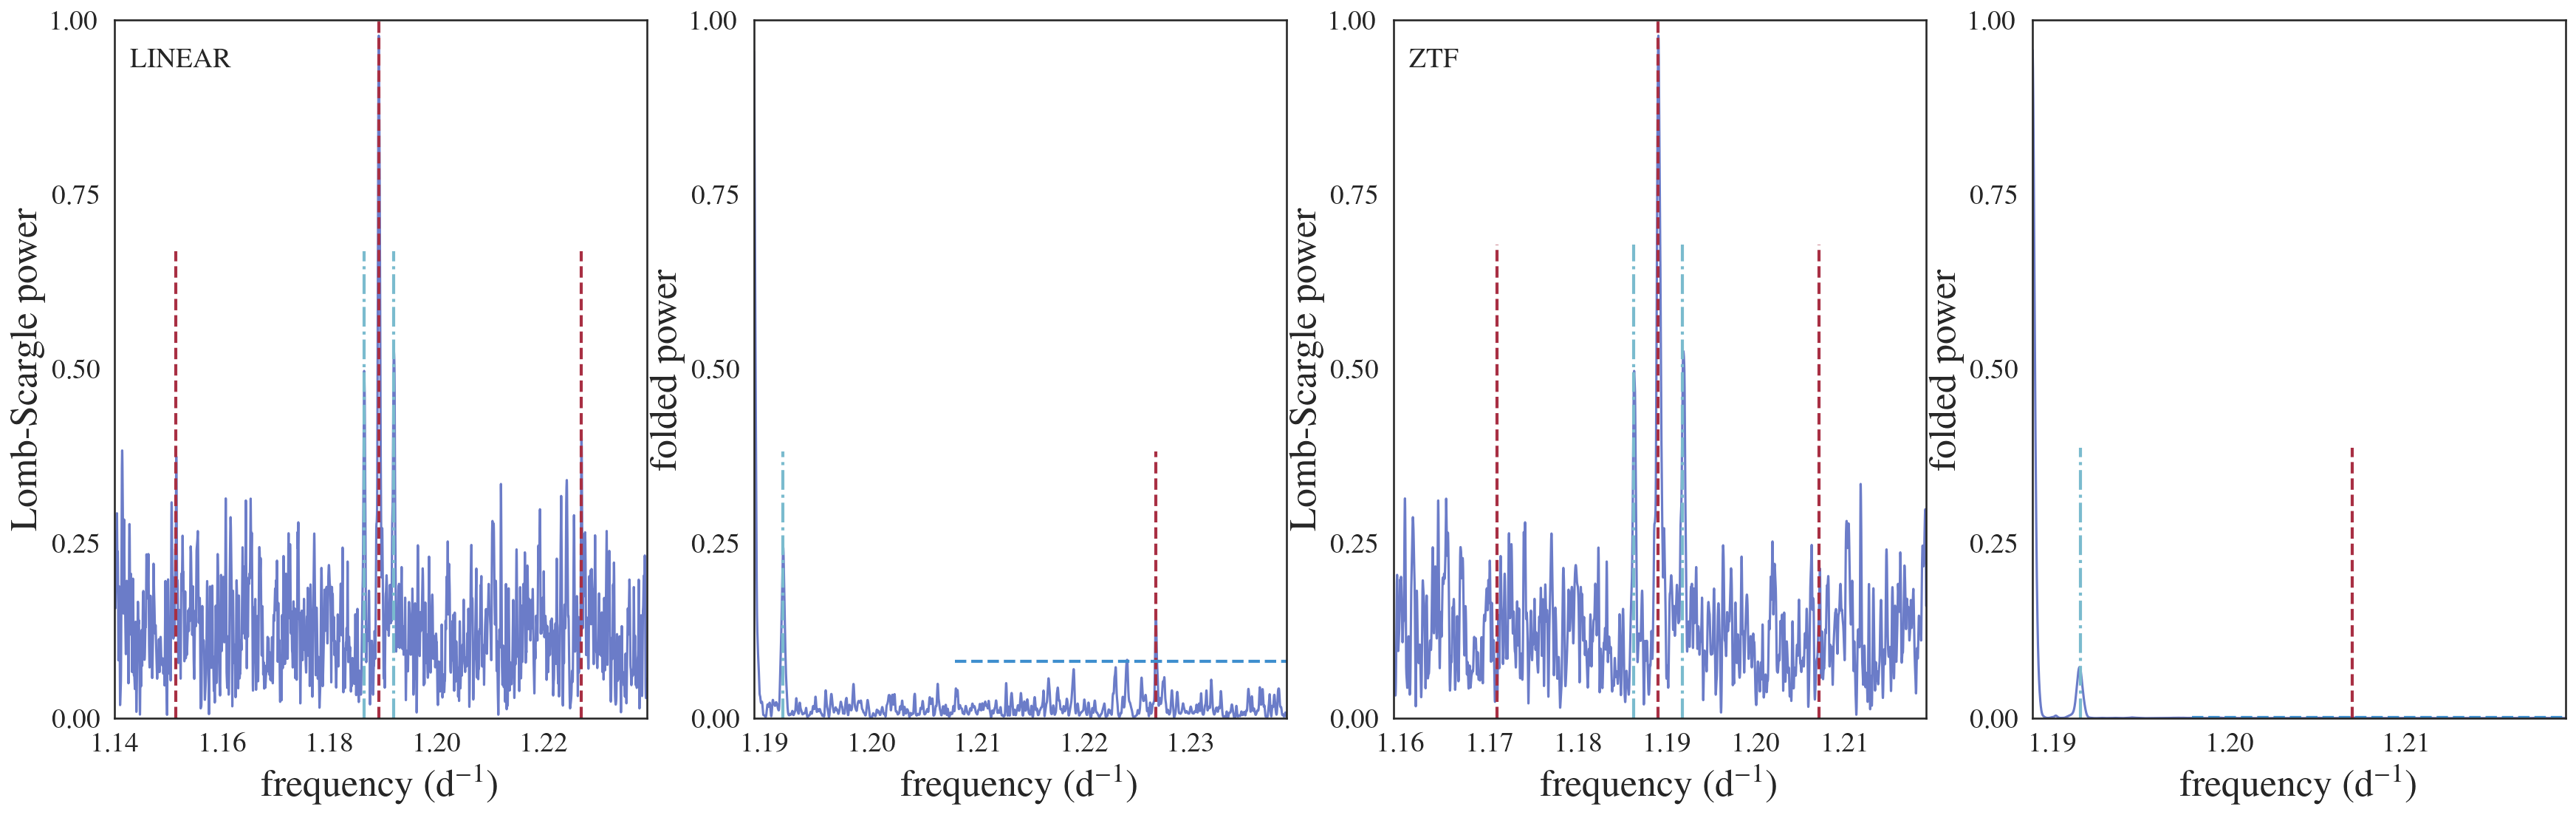 LINEAR
Lomb-Scargle power
1.00
0.75
0.50
0.25
0.00
1.14 1.16 1.18 1.20 1.22
frequency (d⁻¹)
folded power
1.00
0.75
0.50
0.25
0.00
1.19 1.20 1.21 1.22 1.23
frequency (d⁻¹)
ZTF
Lomb-Scargle power
1.00
0.75
0.50
0.25
0.00
1.16 1.17 1.18 1.19 1.20 1.21
frequency (d⁻¹)
folded power
1.00
0.75
0.50
0.25
0.00
1.19 1.20 1.21
frequency (d⁻¹)